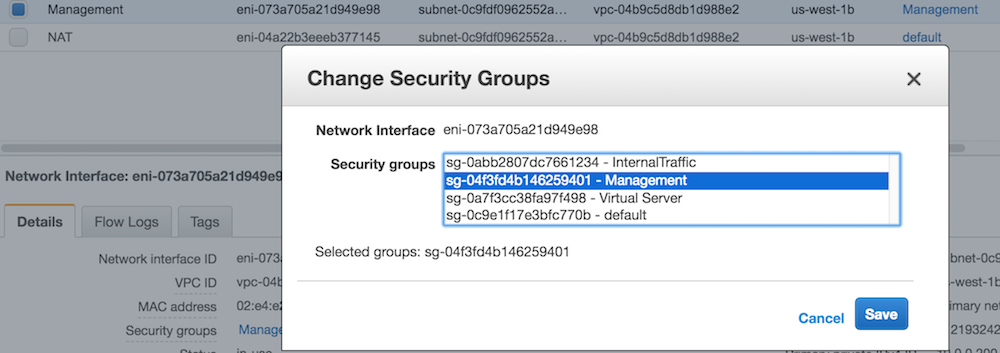 Management eni-073a705a21d949e98 subnet-0c9fdf0962552a... vpc-04b9c5d8db1d988e2 us-west-1b Management
NAT eni-04a22b3eeeb377145 subnet-0c9fdf0962552a... vpc-04b9c5d8db1d988e2 us-west-1b default
Change Security Groups
Network Interface eni-073a705a21d949e98
Security groups
sg-0abb2807dc7661234 - InternalTraffic
sg-04f3fd4b146259401 - Management
sg-0a7f3cc38fa97f498 - Virtual Server
sg-0c9e1f17e3bfc770b - default
Selected groups: sg-04f3fd4b146259401
Cancel Save
Network Interface: eni-073a705a21d949e9
Details Flow Logs Tags
Network interface ID eni-073 bnet-0c9
VPC ID vpc-04b s-west-1
MAC address 02:e4:e2 imary net
Security groups Manage 2193242